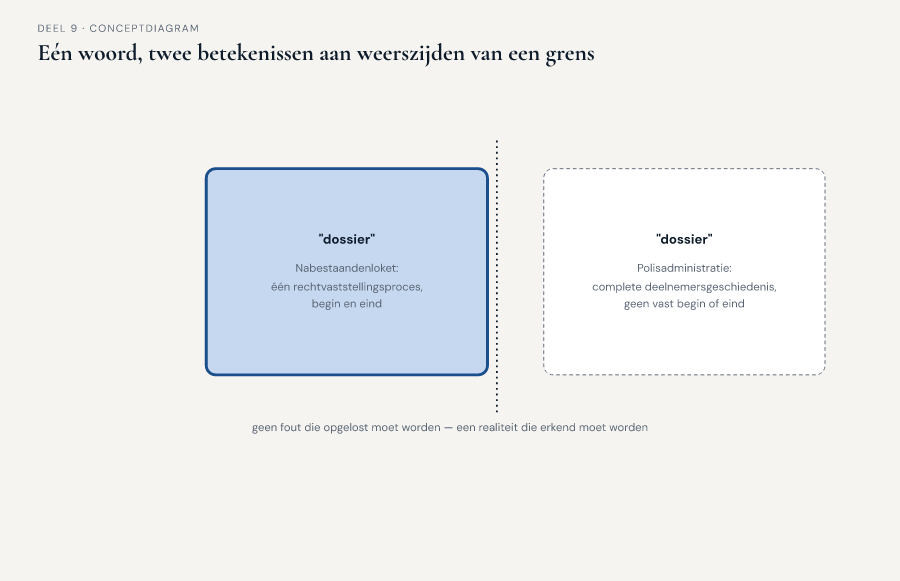 DEEL 9 · CONCEPTDIAGRAM
Eén woord, twee betekenissen aan weerszijden van een grens
"dossier"
Nabestaandenloket:
één rechtvaststellingsproces,
begin en eind
"dossier"
Polisadministratie:
complete deelnemersgeschiedenis,
geen vast begin of eind
geen fout die opgelost moet worden — een realiteit die erkend moet worden